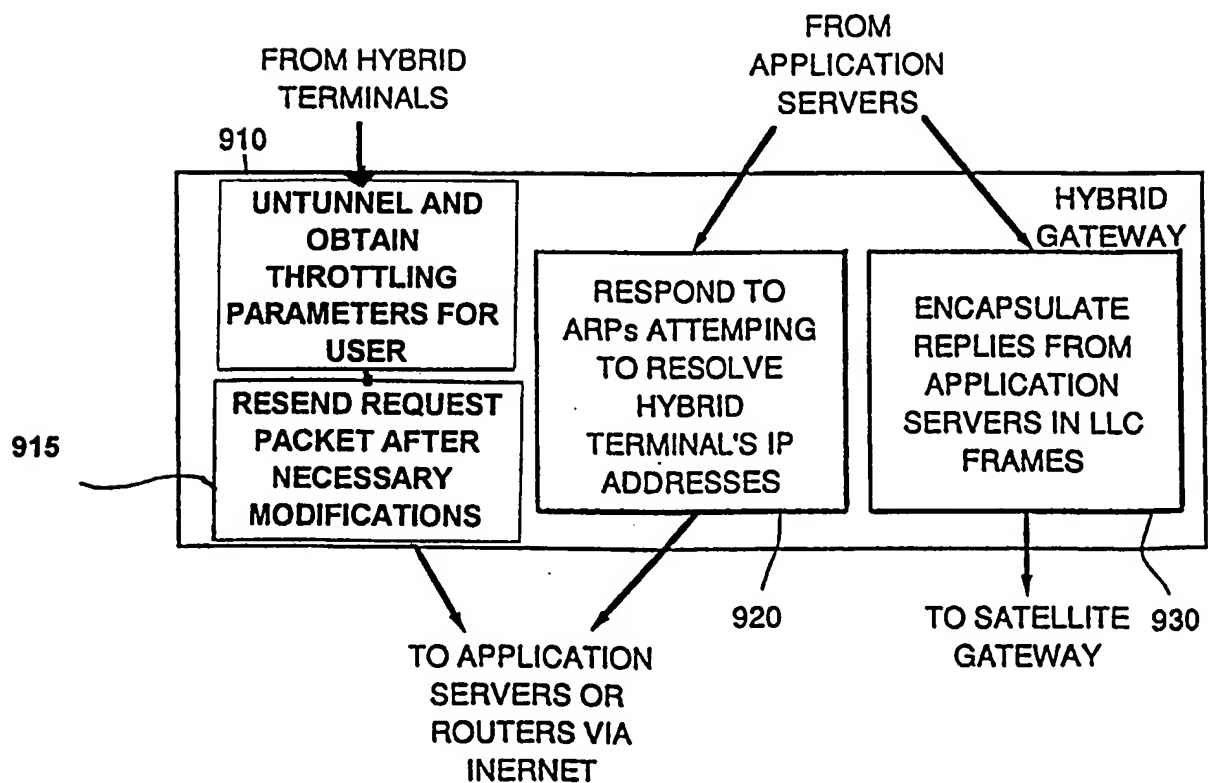 FROM HYBRID
TERMINALS
FROM
APPLICATION
SERVERS
910
HYBRID
GATEWAY
UNTUNNEL AND
OBTAIN
THROTTLING
PARAMETERS FOR
USER
RESEND REQUEST
PACKET AFTER
NECESSARY
MODIFICATIONS
915
RESPOND TO
ARPs ATTEMPING
TO RESOLVE
HYBRID
TERMINAL'S IP
ADDRESSES
ENCAPSULATE
REPLIES FROM
APPLICATION
SERVERS IN LLC
FRAMES
920
930
TO APPLICATION
SERVERS OR
ROUTERS VIA
INERNET
TO SATELLITE
GATEWAY